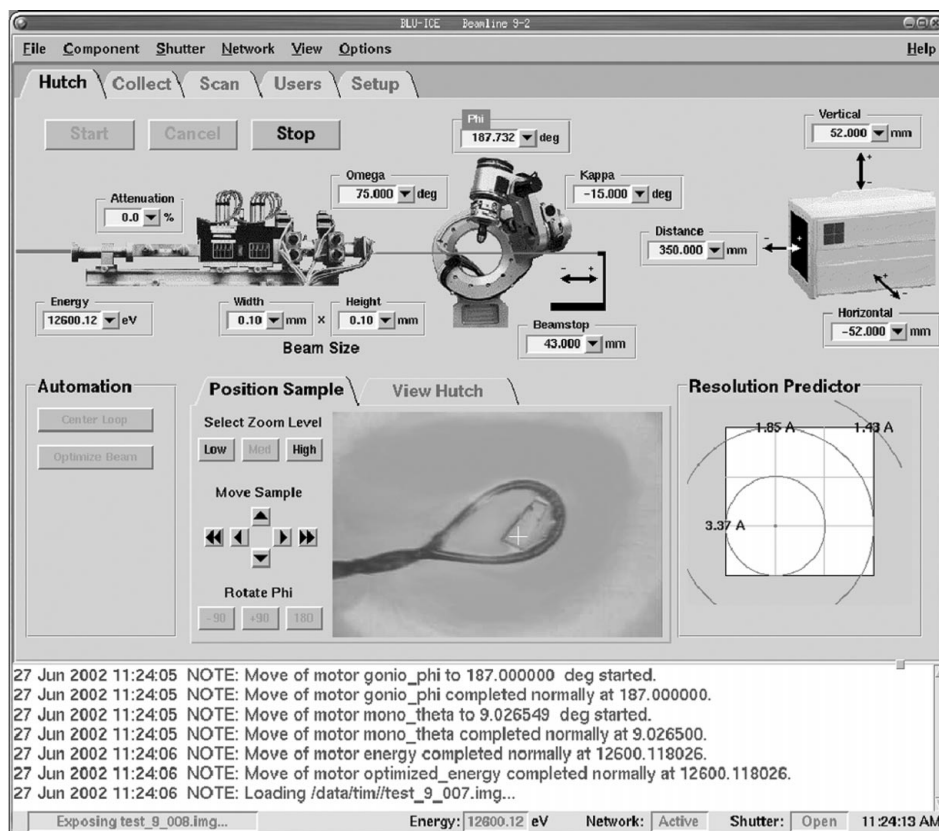 BLU-ICE Beamline 9-2
File Component Shutter Network View Options Help
Hutch Collect Scan Users Setup
Start Cancel Stop
Phi
187.732 deg
Vertical
52.000 mm
Omega
75.000 deg
Kappa
-15.000 deg
Attenuation
0.0 %
Distance
350.000 mm
Energy
12600.12 eV
Width
0.10 mm
x
Height
0.10 mm
Beam Size
Beamstop
43.000 mm
Horizontal
-52.000 mm
Automation
Center Loop
Optimize Beam
Position Sample View Hutch
Select Zoom Level
Low Med High
Move Sample
Rotate Phi
-90 +90 180
Resolution Predictor
1.85 A 1.43 A
3.37 A
27 Jun 2002 11:24:05 NOTE: Move of motor gonio_phi to 187.000000 deg started.
27 Jun 2002 11:24:05 NOTE: Move of motor gonio_phi completed normally at 187.000000.
27 Jun 2002 11:24:05 NOTE: Move of motor mono_theta to 9.026549 deg started.
27 Jun 2002 11:24:05 NOTE: Move of motor mono_theta completed normally at 9.026500.
27 Jun 2002 11:24:06 NOTE: Move of motor energy completed normally at 12600.118026.
27 Jun 2002 11:24:06 NOTE: Move of motor optimized_energy completed normally at 12600.118026.
27 Jun 2002 11:24:06 NOTE: Loading /data/tim//test_9_007.img...
Exposing test_9_008.img... Energy: 12600.12 eV Network: Active Shutter: Open 11:24:13 AM